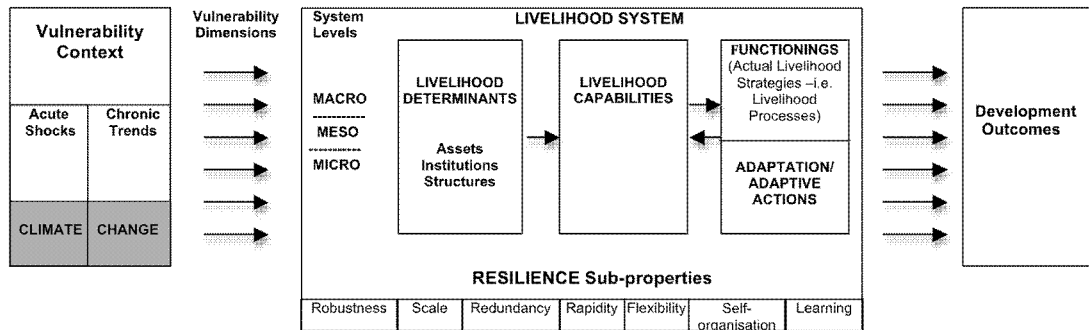 Vulnerability
Context
Acute
Shocks
Chronic
Trends
CLIMATE
CHANGE
Vulnerability
Dimensions
System
Levels
MACRO
MESO
MICRO
LIVELIHOOD SYSTEM
LIVELIHOOD
DETERMINANTS
Assets
Institutions
Structures
LIVELIHOOD
CAPABILITIES
FUNCTIONINGS
(Actual Livelihood
Strategies –i.e.
Livelihood
Processes)
ADAPTATION/
ADAPTIVE
ACTIONS
RESILIENCE Sub-properties
Robustness
Scale
Redundancy
Rapidity
Flexibility
Self-
organisation
Learning
Development
Outcomes